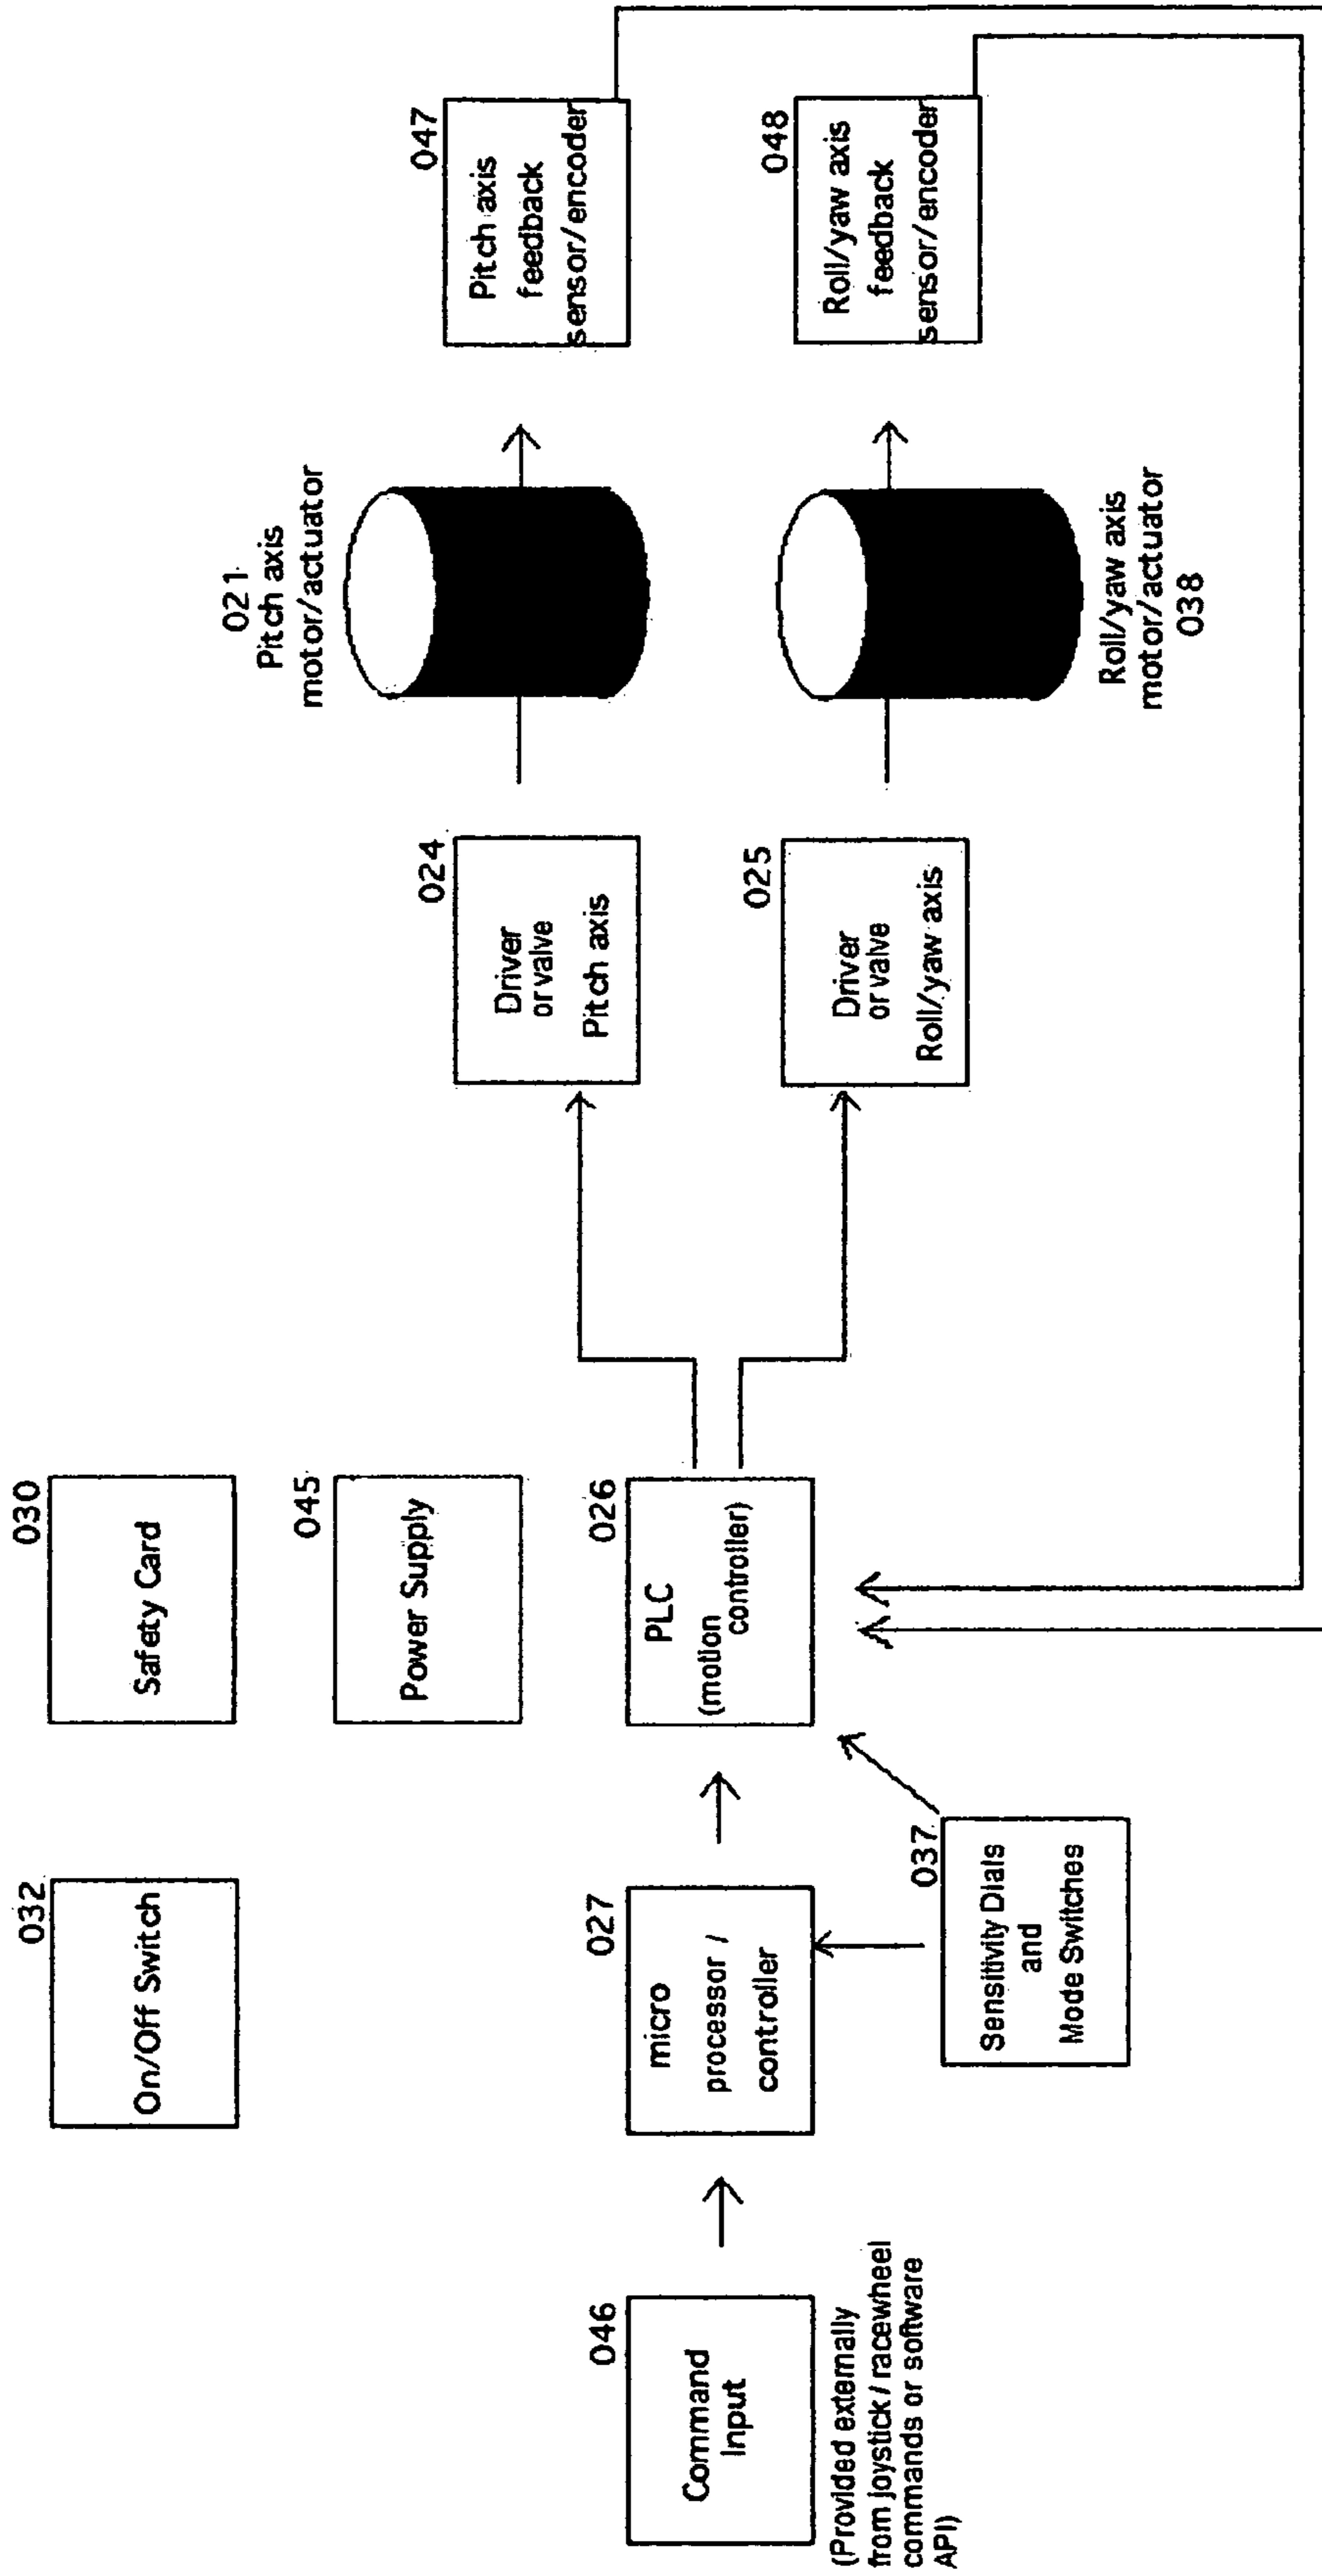 032
On/Off Switch
030
Safety Card
045
Power Supply
046
Command
Input
(Provided externally
from joystick / racewheel
commands or software
API)
027
micro
processor /
controller
037
Sensitivity Dials
and
Mode Switches
026
PLC
(motion
controller)
024
Driver
or valve
Pitch axis
025
Driver
or valve
Roll/yaw axis
021
Pitch axis
motor/actuator
Roll/yaw axis
motor/actuator
038
047
Pitch axis
feedback
sensor/encoder
048
Roll/yaw axis
feedback
sensor/encoder